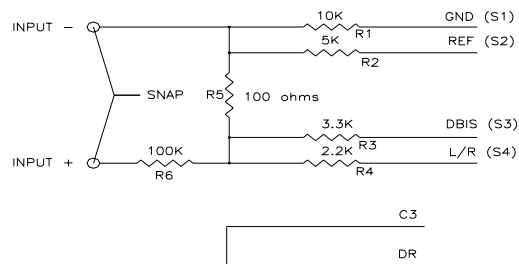 INPUT -
10K
GND (S1)
R1
5K
REF (S2)
R2
SNAP
R5
100 ohms
3.3K
DBIS (S3)
R3
INPUT +
100K
2.2K
L/R (S4)
R6
R4
C3
DR